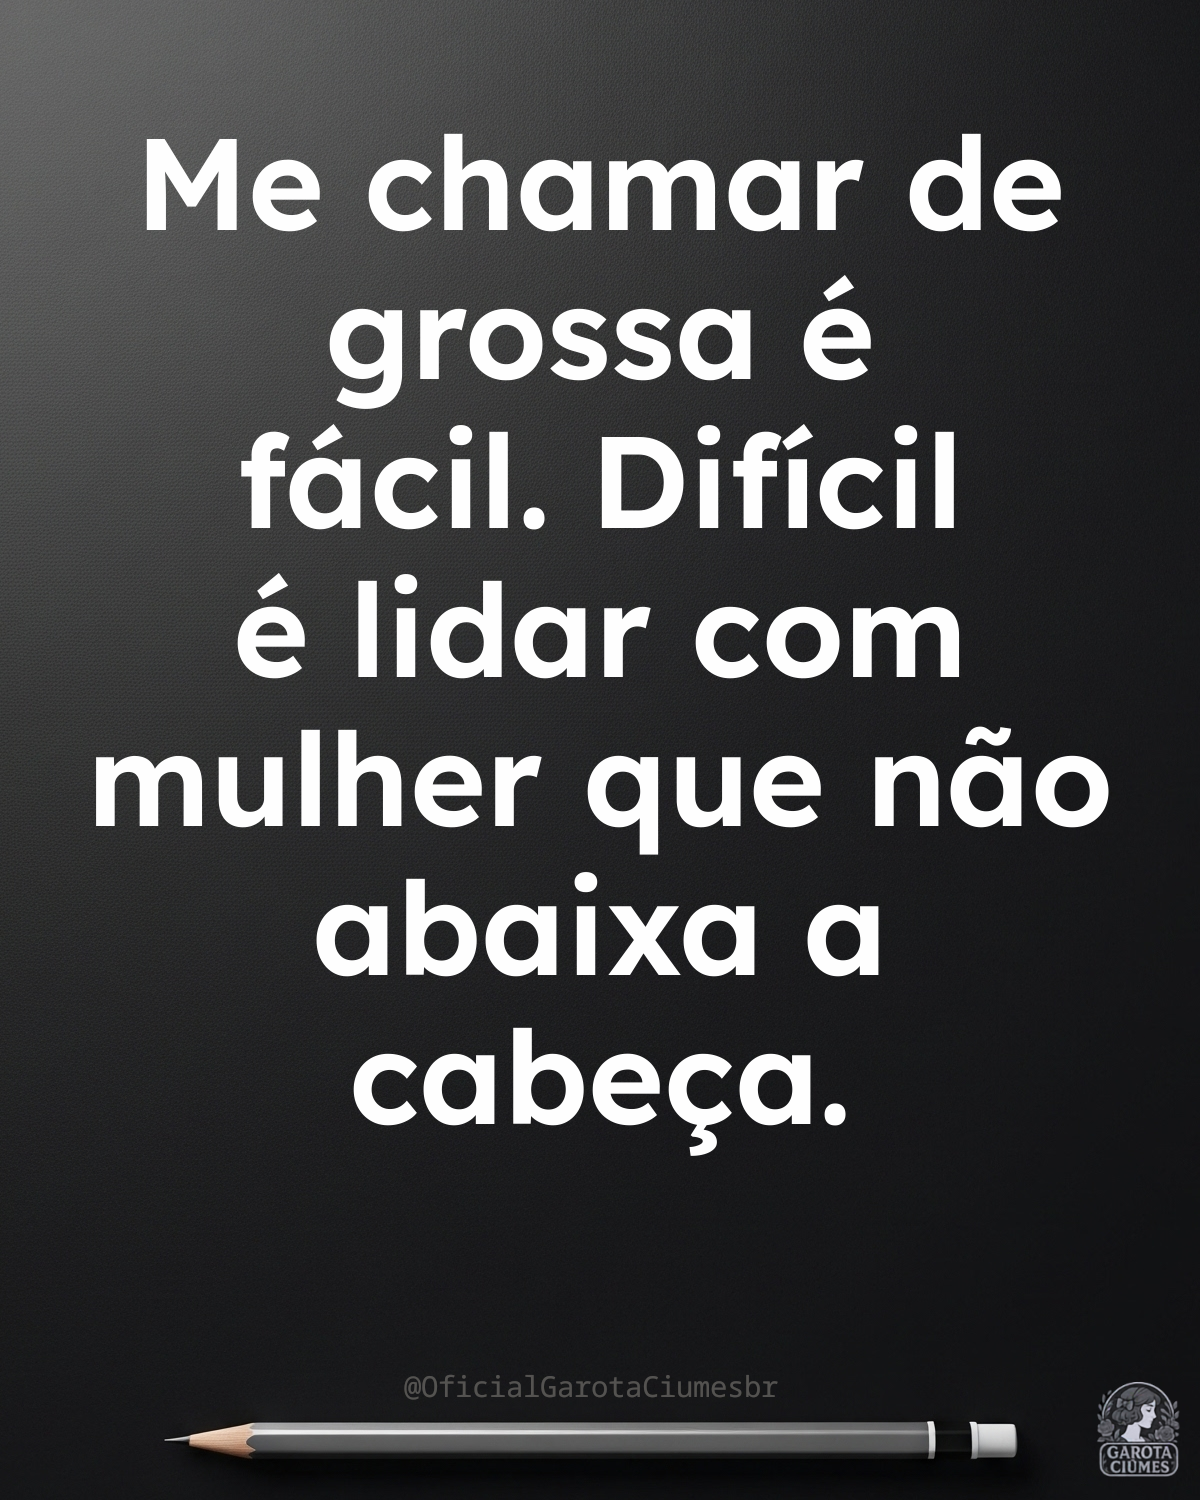 Me chamar de
grossa é
fácil. Difícil
é lidar com
mulher que não
abaixa a
cabeça.
@OficialGarotaCiumesbr
GAROTA
CIÚMES